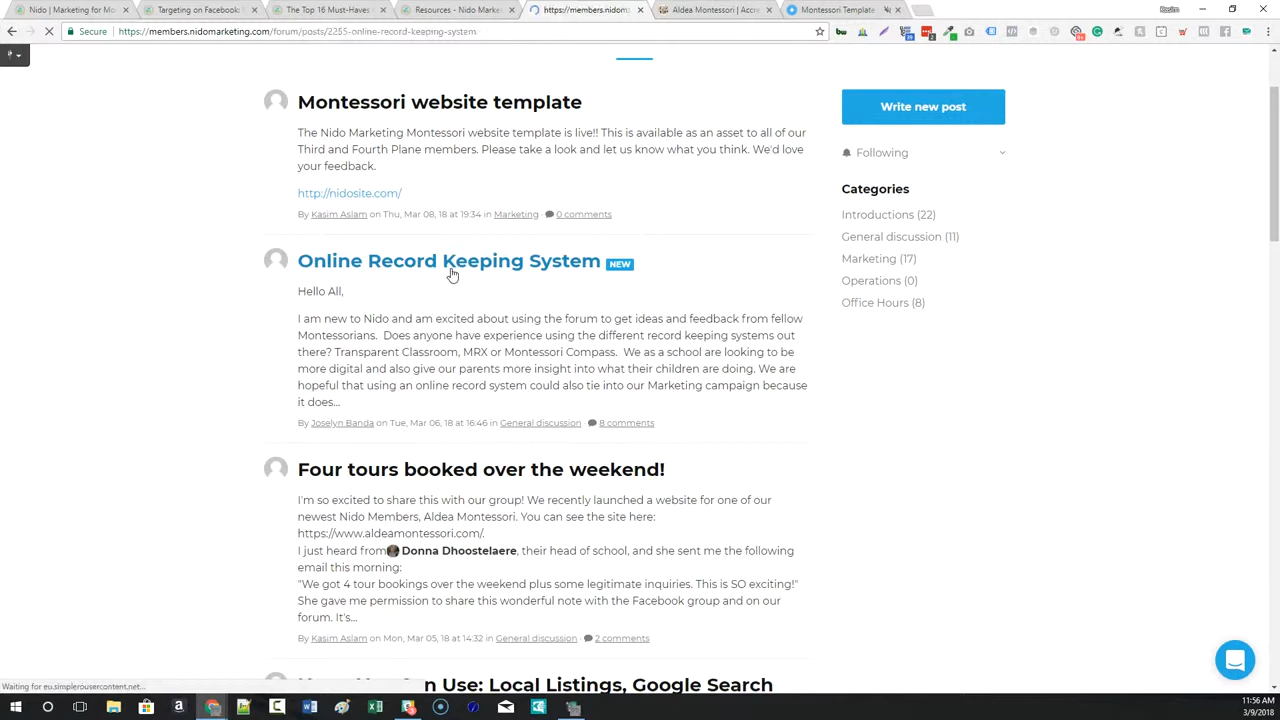 Nido | Marketing for Mo
Targeting on Facebook
The Top 16 Must-Haves
Resources - Nido Marke
https://members.nidom
Aldea Montessori | Accre
Montessori Template
Secure https://members.nidomarketing.com/forum/posts/2255-online-record-keeping-system
Montessori website template
The Nido Marketing Montessori website template is live!! This is available as an asset to all of our
Third and Fourth Plane members. Please take a look and let us know what you think. We'd love
your feedback.
http://nidosite.com/
By Kasim Aslam on Thu, Mar 08, 18 at 19:34 in Marketing · 0 comments
Online Record Keeping System NEW
Hello All,
I am new to Nido and am excited about using the forum to get ideas and feedback from fellow
Montessorians. Does anyone have experience using the different record keeping systems out
there? Transparent Classroom, MRX or Montessori Compass. We as a school are looking to be
more digital and also give our parents more insight into what their children are doing. We are
hopeful that using an online record system could also tie into our Marketing campaign because
it does...
By Joselyn Banda on Tue, Mar 06, 18 at 16:46 in General discussion · 8 comments
Four tours booked over the weekend!
I'm so excited to share this with our group! We recently launched a website for one of our
newest Nido Members, Aldea Montessori. You can see the site here:
https://www.aldeamontessori.com/.
I just heard from Donna Dhoostelaere, their head of school, and she sent me the following
email this morning:
"We got 4 tour bookings over the weekend plus some legitimate inquiries. This is SO exciting!"
She gave me permission to share this wonderful note with the Facebook group and on our
forum. It's...
By Kasim Aslam on Mon, Mar 05, 18 at 14:32 in General discussion · 2 comments
Can Use: Local Listings, Google Search
Write new post
Following
Categories
Introductions (22)
General discussion (11)
Marketing (17)
Operations (0)
Office Hours (8)
Waiting for eu.simplerousercontent.net...
11:56 AM
3/9/2018